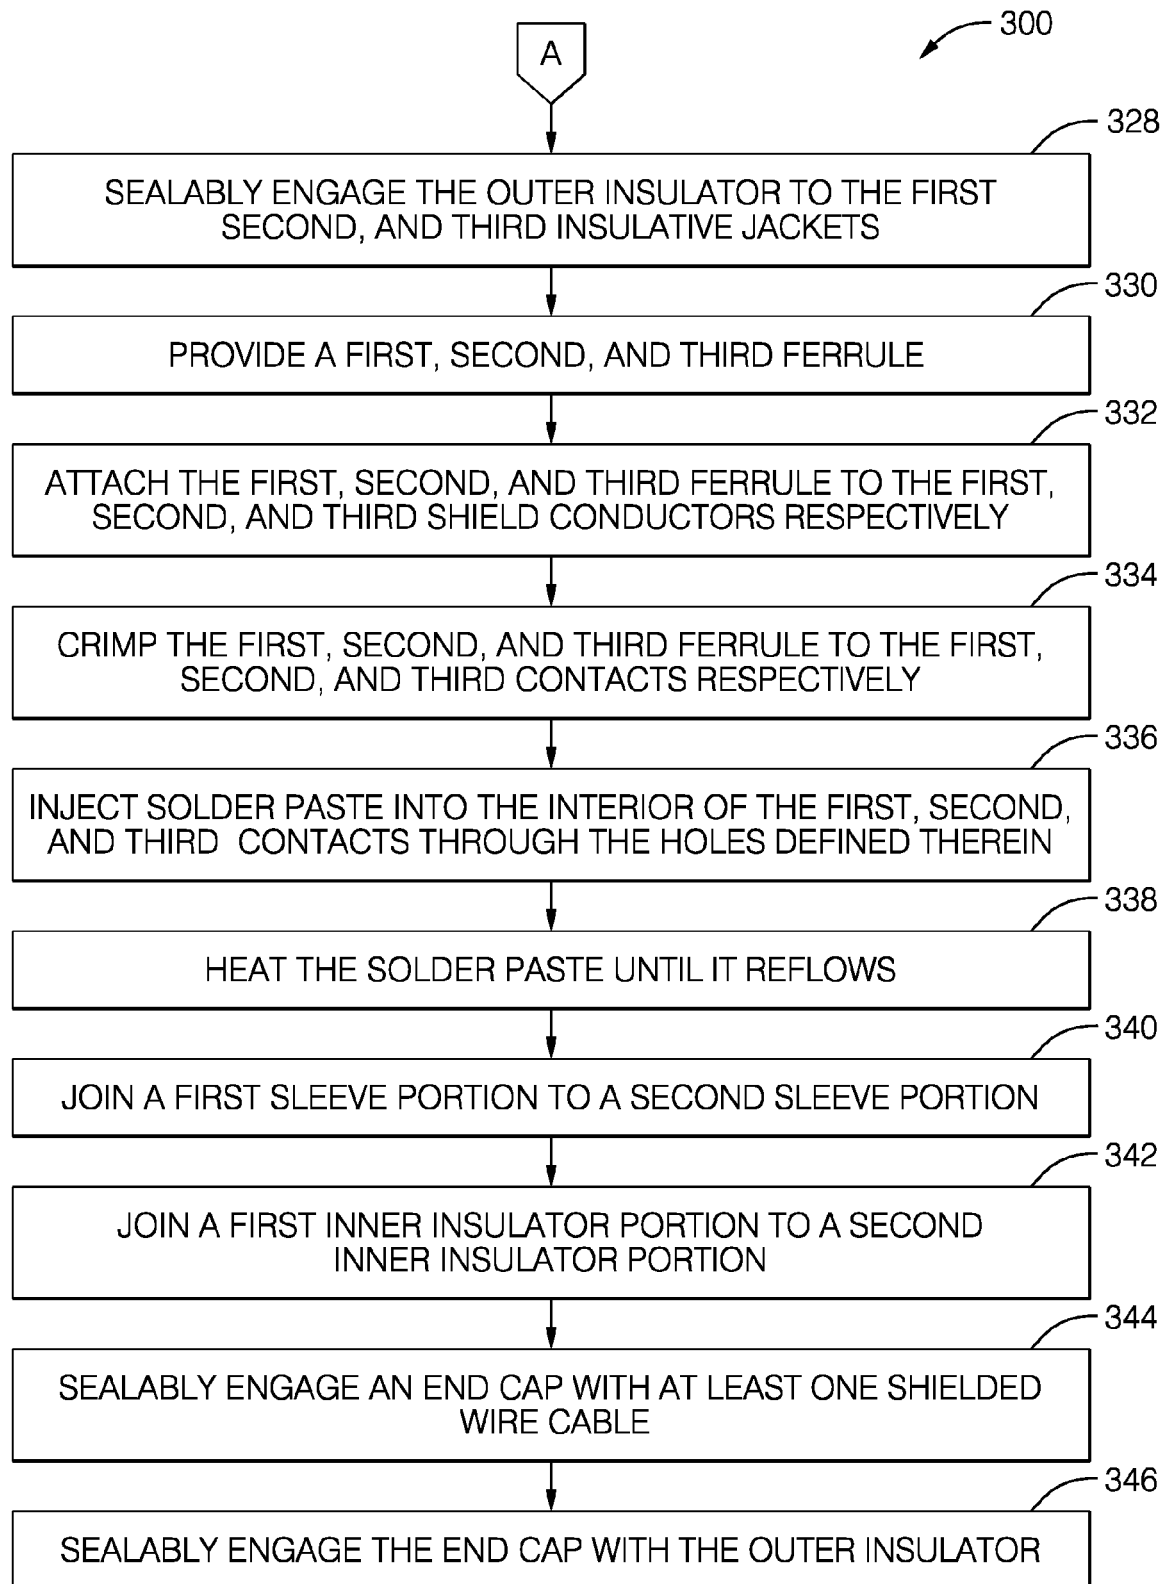 300
A
328
SEALABLY ENGAGE THE OUTER INSULATOR TO THE FIRST
SECOND, AND THIRD INSULATIVE JACKETS
330
PROVIDE A FIRST, SECOND, AND THIRD FERRULE
332
ATTACH THE FIRST, SECOND, AND THIRD FERRULE TO THE FIRST,
SECOND, AND THIRD SHIELD CONDUCTORS RESPECTIVELY
334
CRIMP THE FIRST, SECOND, AND THIRD FERRULE TO THE FIRST,
SECOND, AND THIRD CONTACTS RESPECTIVELY
336
INJECT SOLDER PASTE INTO THE INTERIOR OF THE FIRST, SECOND,
AND THIRD CONTACTS THROUGH THE HOLES DEFINED THEREIN
338
HEAT THE SOLDER PASTE UNTIL IT REFLOWS
340
JOIN A FIRST SLEEVE PORTION TO A SECOND SLEEVE PORTION
342
JOIN A FIRST INNER INSULATOR PORTION TO A SECOND
INNER INSULATOR PORTION
344
SEALABLY ENGAGE AN END CAP WITH AT LEAST ONE SHIELDED
WIRE CABLE
346
SEALABLY ENGAGE THE END CAP WITH THE OUTER INSULATOR